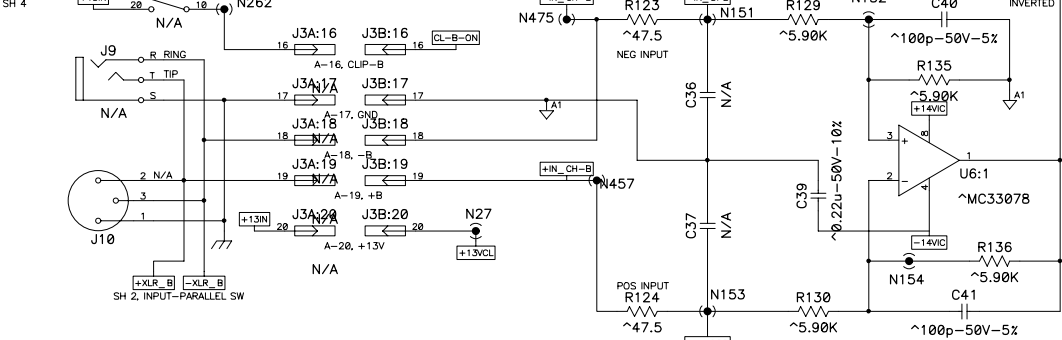 SH 4
20
10
N262
N/A
J9
R RING
T TIP
S
N/A
2 N/A
3
1
J10
+XLR_B
-XLR_B
SH 2, INPUT-PARALLEL SW
J3A:16
J3B:16
16
16
CL-B-ON
A-16, CLIP-B
J3A:17
J3B:17
17
N/A
17
A-17, GND
J3A:18
J3B:18
18
N/A
18
A-18, -B
J3A:19
J3B:19
19
N/A
19
A-19, +B
J3A:20
J3B:20
+13IN
20
N/A
20
N27
A-20, +13V
+13VCL
N/A
A1
N475
R123
^47.5
NEG INPUT
N151
C36
N/A
+IN_CH-B
N457
C37
N/A
POS INPUT
R124
^47.5
N153
R129
^5.90K
C39
^0.22u-50V-10%
R130
^5.90K
C40
^100p-50V-5%
INVERTED
R135
^5.90K
A1
+14VIC
8
3
+
1
2
-
4
U6:1
^MC33078
-14VIC
N154
R136
^5.90K
C41
^100p-50V-5%